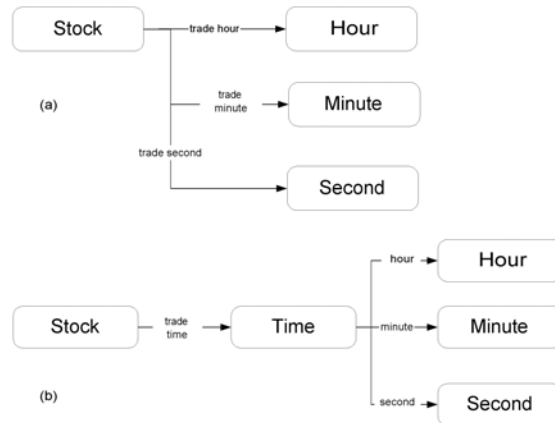 Stock
trade hour
Hour
(a)
trade
minute
Minute
trade second
Second
hour
Hour
Stock
trade
time
Time
minute
Minute
(b)
second
Second